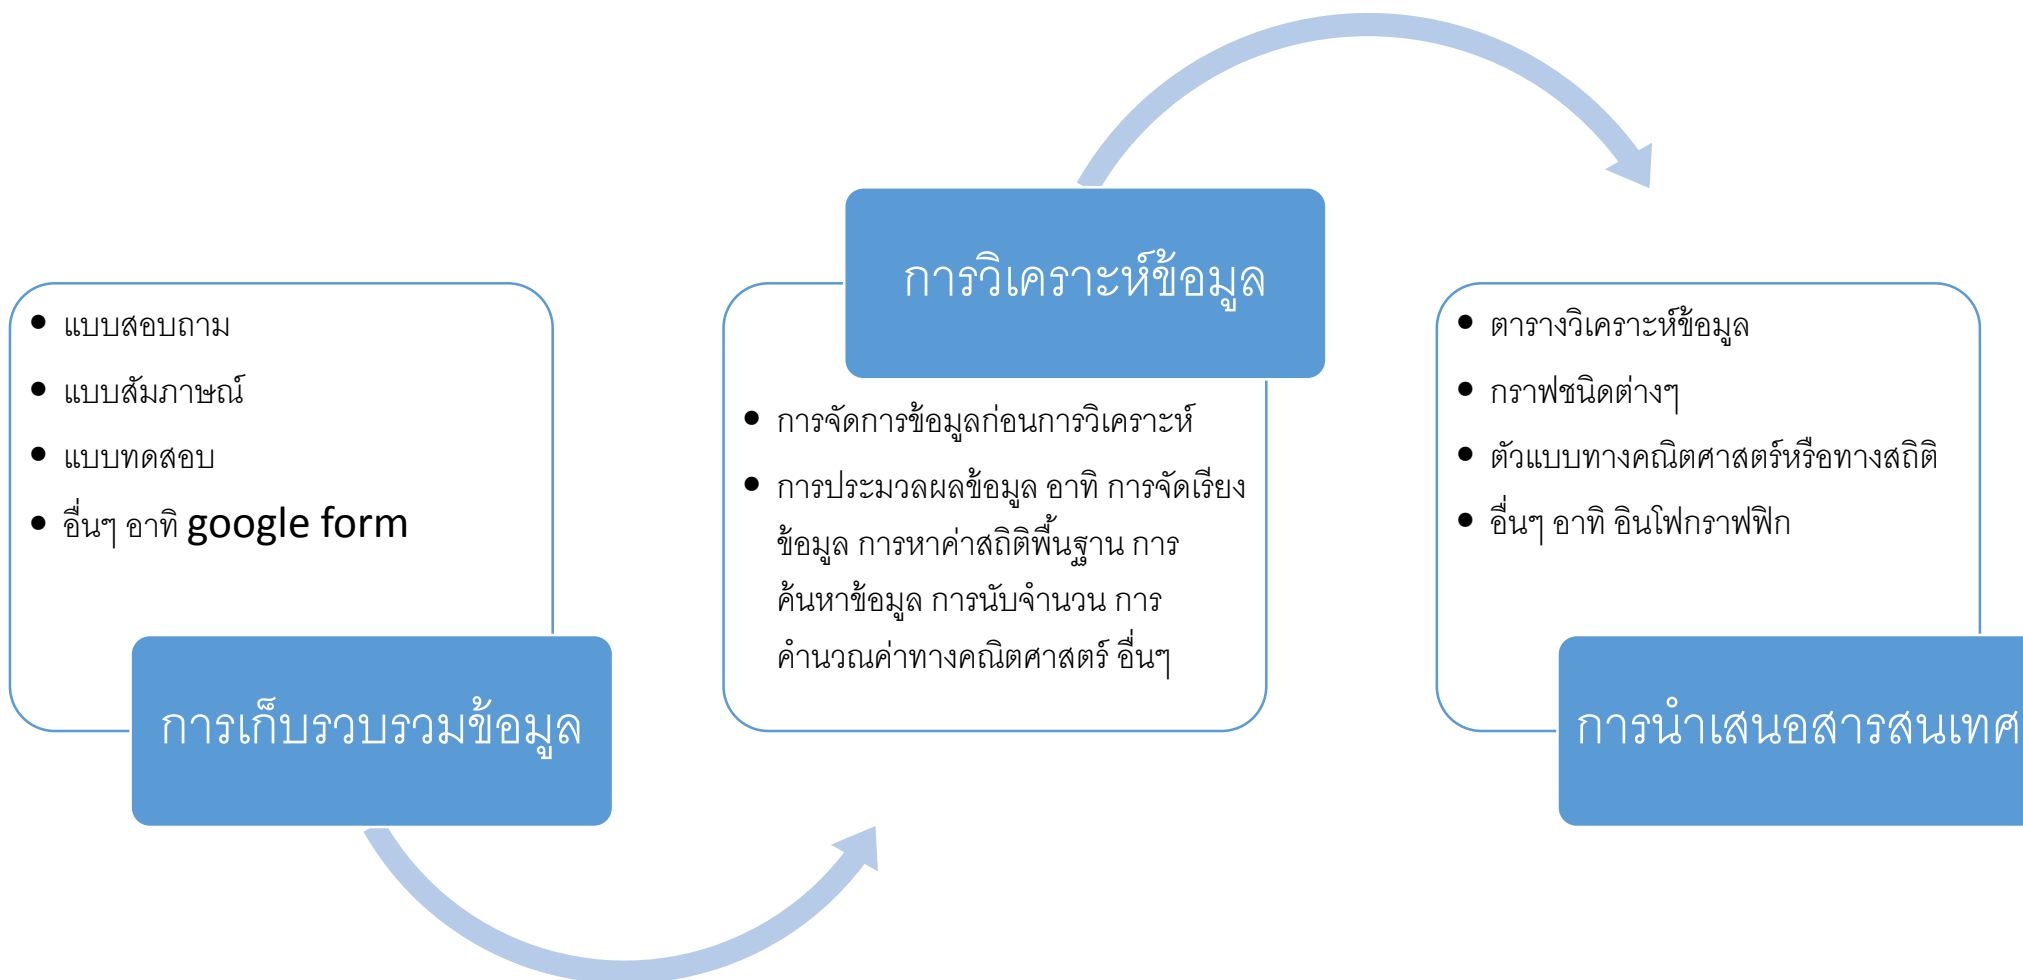 • แบบสอบถาม
• แบบสัมภาษณ์
• แบบทดสอบ
• อื่นๆ อาทิ google form
การเก็บรวบรวมข้อมูล
การวิเคราะห์ข้อมูล
• การจัดการข้อมูลก่อนการวิเคราะห์
• การประมวลผลข้อมูล อาทิ การจัดเรียง
ข้อมูล การหาค่าสถิติพื้นฐาน การ
ค้นหาข้อมูล การนับจำนวน การ
คำนวณค่าทางคณิตศาสตร์ อื่นๆ
• ตารางวิเคราะห์ข้อมูล
• กราฟชนิดต่างๆ
• ตัวแบบทางคณิตศาสตร์หรือทางสถิติ
• อื่นๆ อาทิ อินโฟกราฟฟิก
การนำเสนอสารสนเทศ